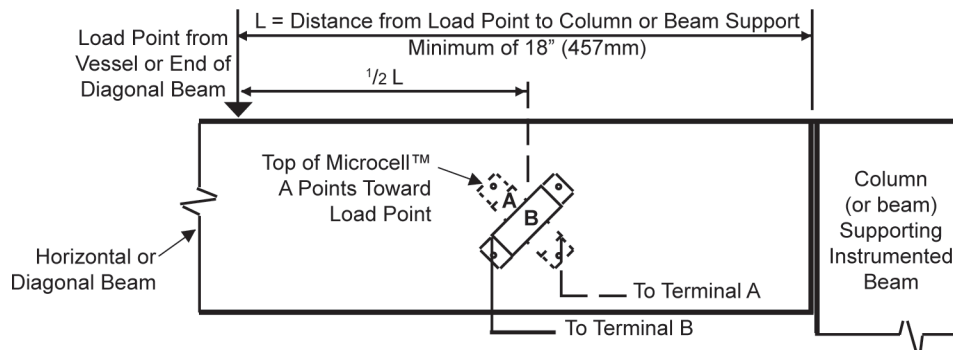 L = Distance from Load Point to Column or Beam Support
Minimum of 18” (457mm)
Load Point from
Vessel or End of
Diagonal Beam
1/2 L
Top of Microcell™
A Points Toward
Load Point
A
B
Column
(or beam)
Supporting
Instrumented
Beam
Horizontal or
Diagonal Beam
To Terminal A
To Terminal B